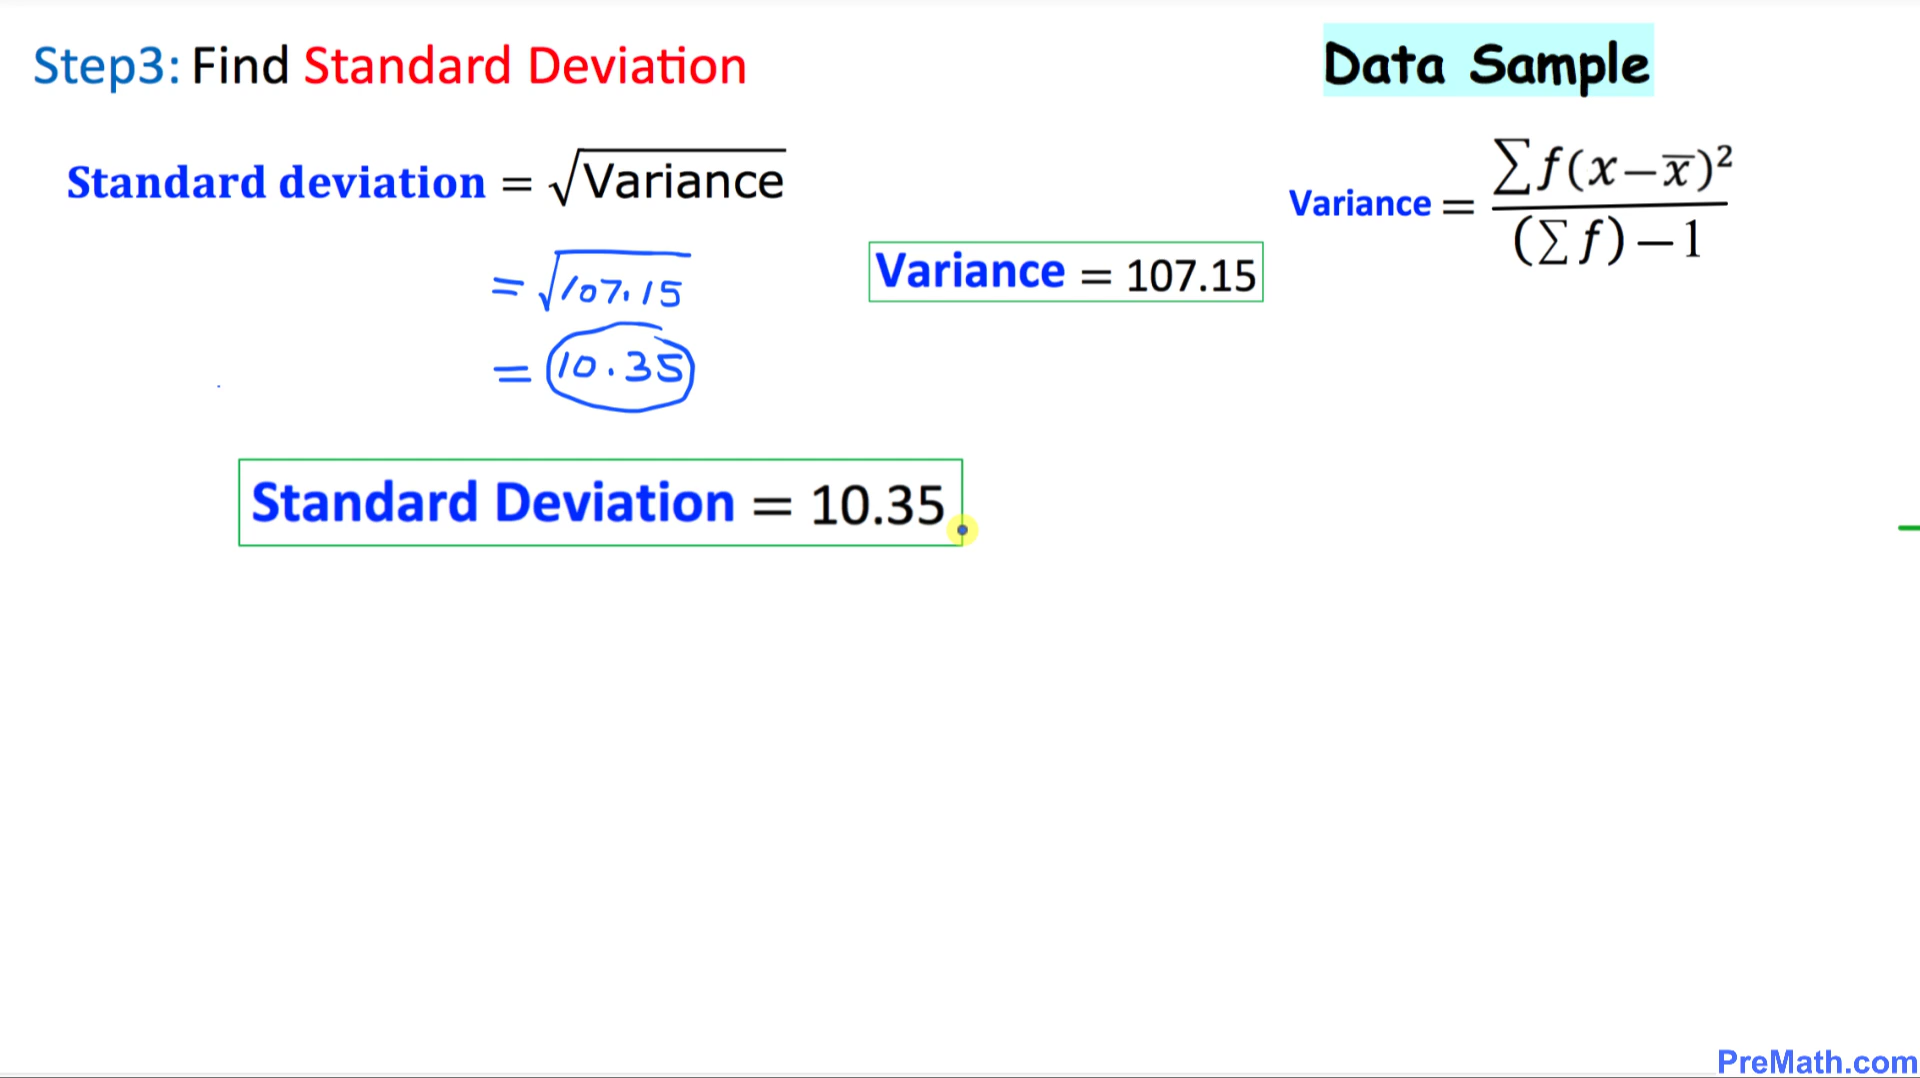 Step3: Find Standard Deviation
Data Sample
Standard deviation = √Variance
Variance = ∑f(x–x̅)² / (∑f)–1
= √107.15
Variance = 107.15
= 10.35
Standard Deviation = 10.35
PreMath.com